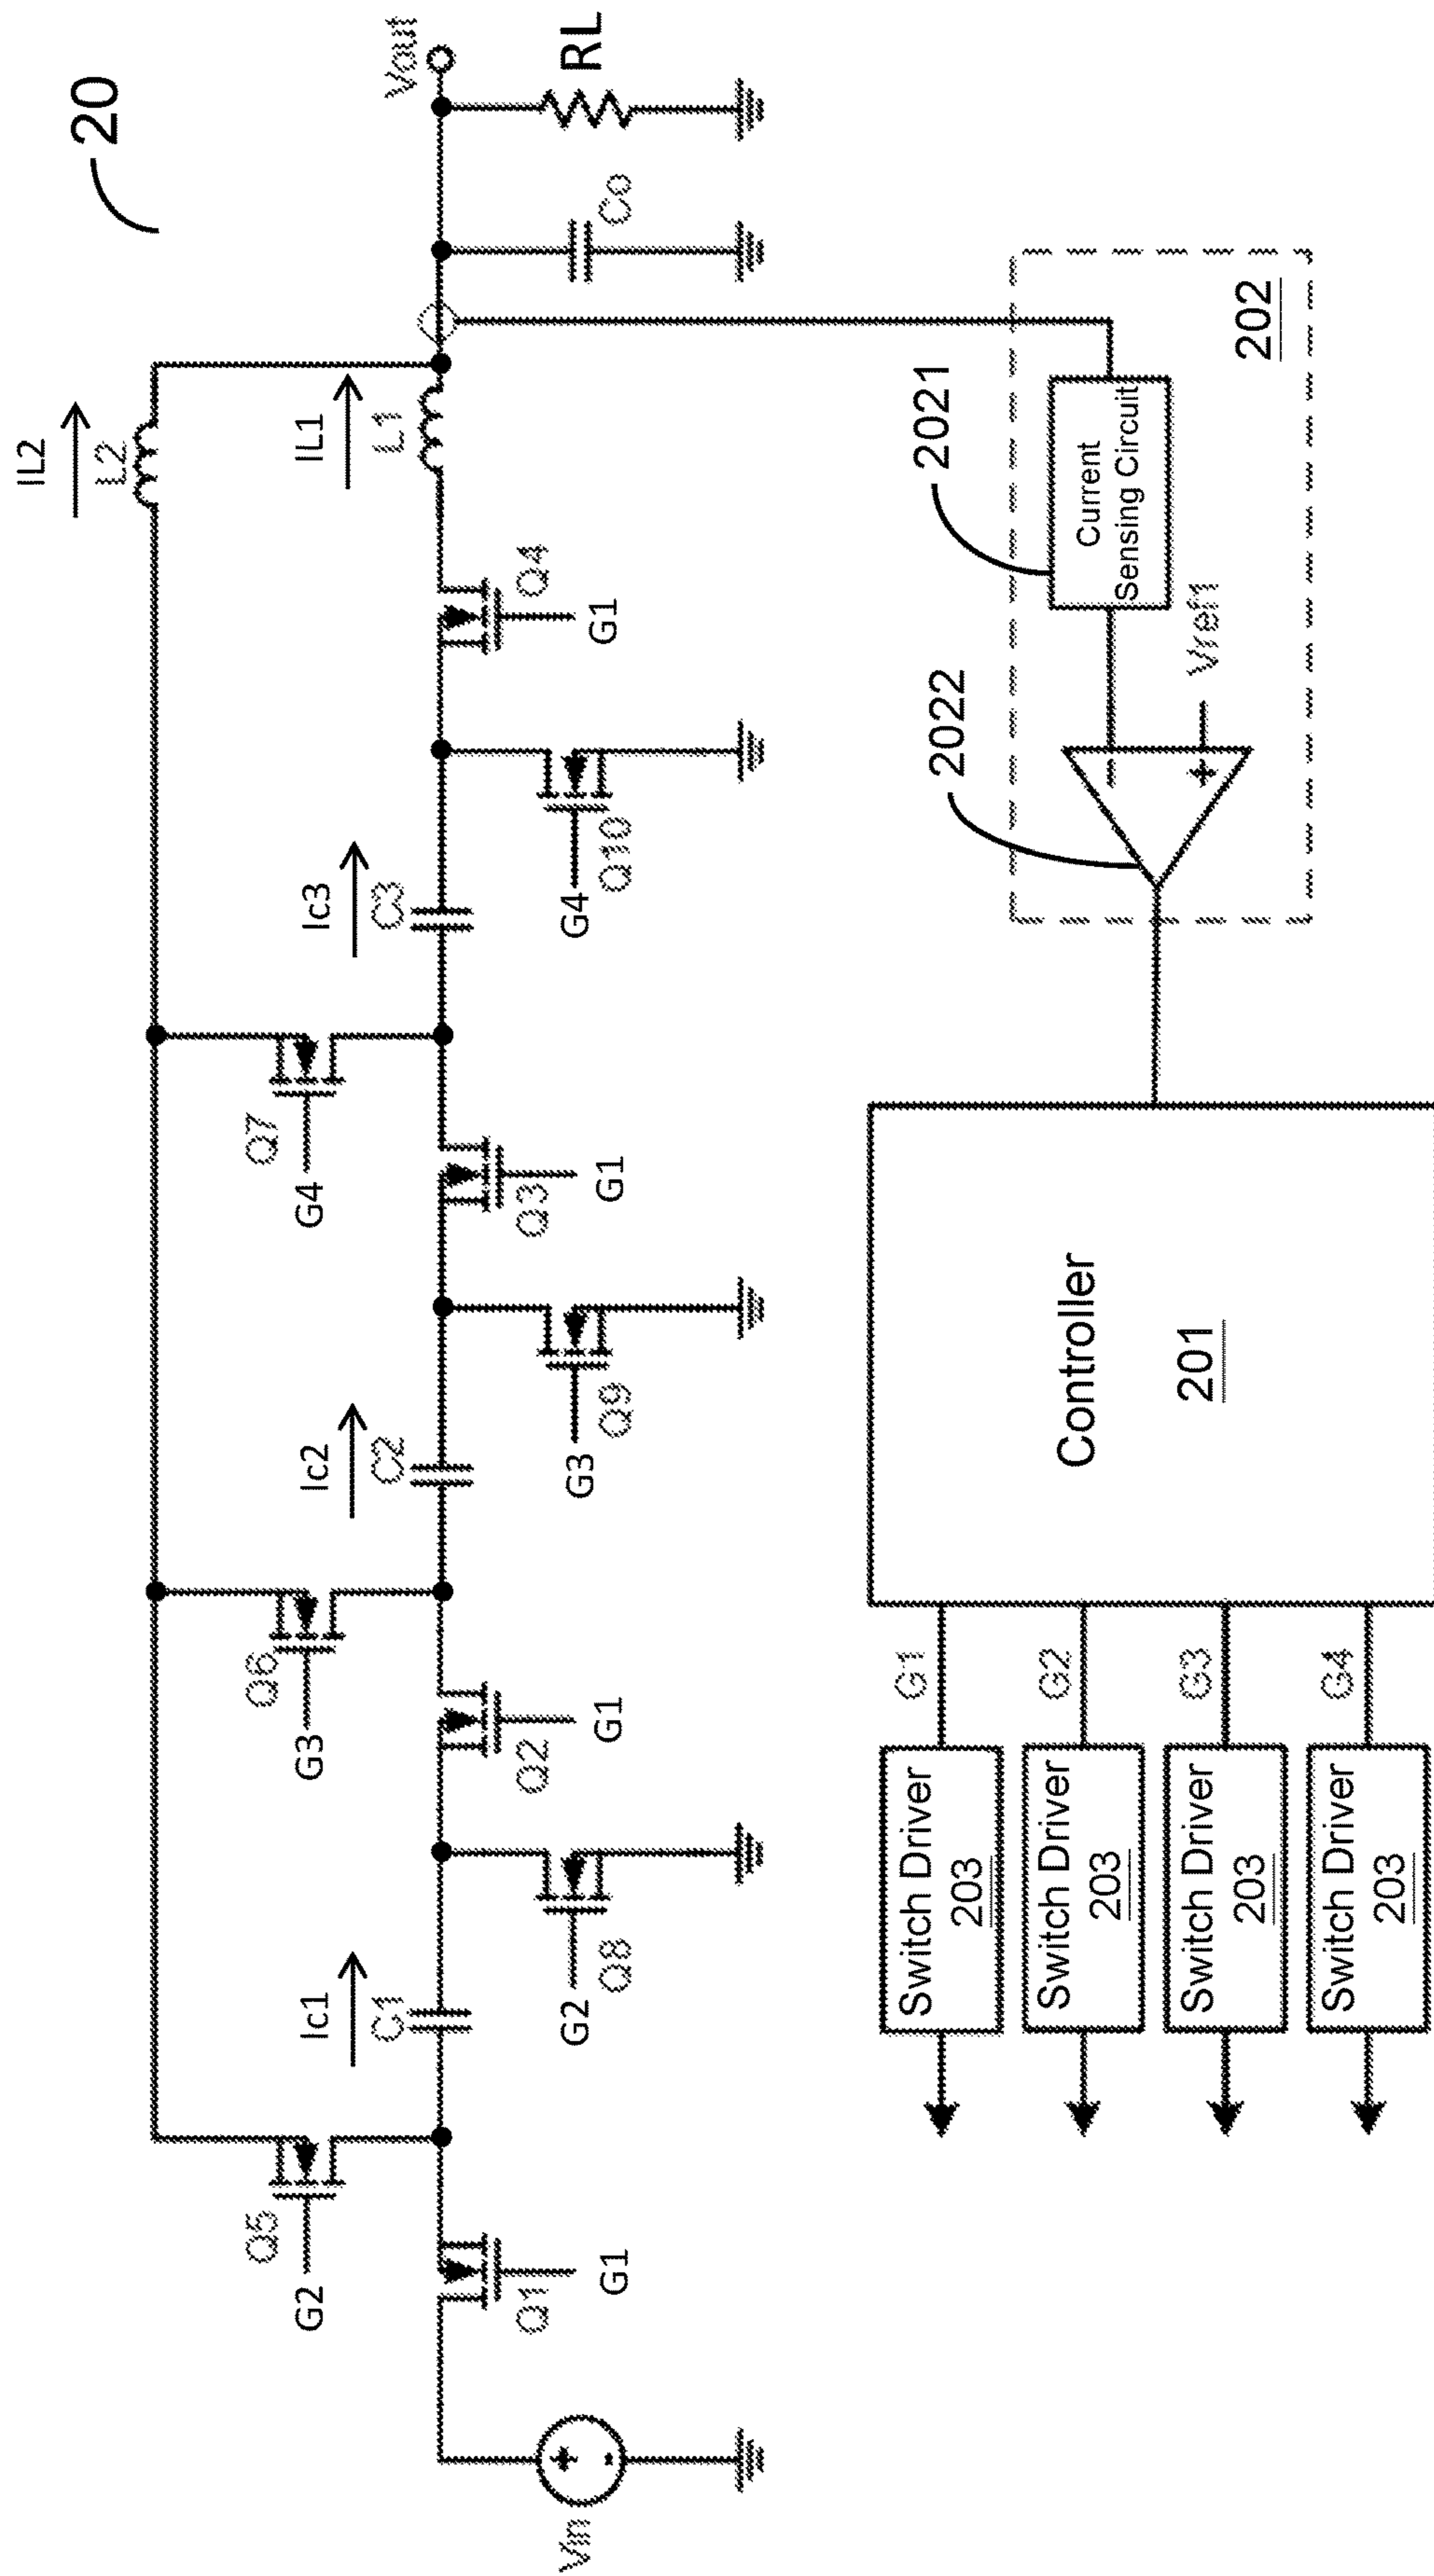 20
IL2
L2
IL1
L1
Vout
RL
Co
Q5
G2
Q6
G3
Q7
G4
Ic1
C1
Ic2
C2
Ic3
C3
Vin
+
-
Q1
G1
Q8
G2
Q2
G1
Q9
G3
Q3
G1
Q10
G4
Q4
G1
Switch Driver
203
G1
Switch Driver
203
G2
Switch Driver
203
G3
Switch Driver
203
G4
Controller
201
2022
-
+
Vref1
2021
Current
Sensing Circuit
202